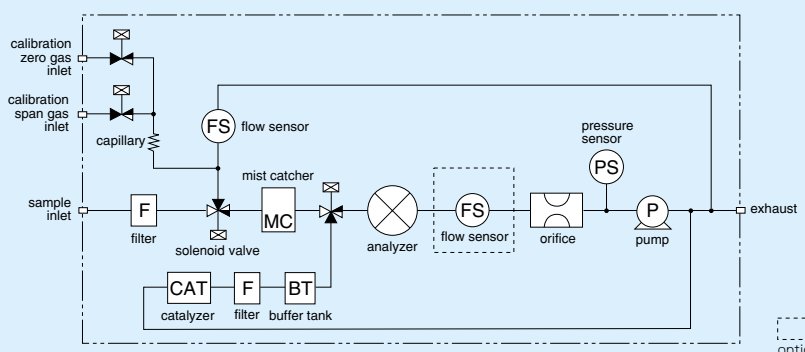 calibration
zero gas
inlet
calibration
span gas
inlet
capillary
FS
flow sensor
pressure
sensor
PS
mist catcher
sample
inlet
F
filter
solenoid valve
MC
analyzer
FS
flow sensor
orifice
P
pump
exhaust
CAT
catalyzer
F
filter
BT
buffer tank